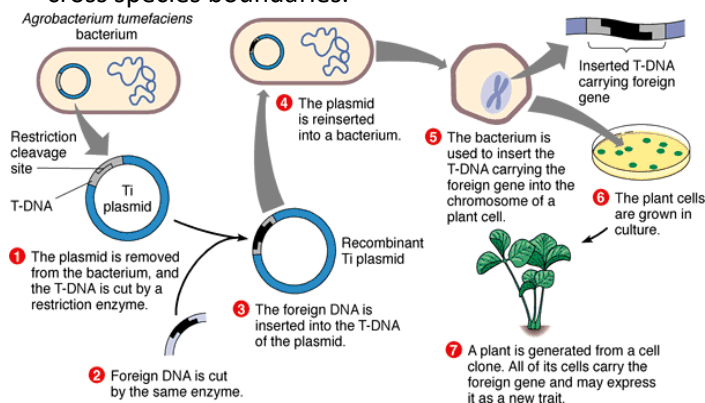 cross species boundaries.
Agrobacterium tumefaciens
bacterium
Restriction
cleavage
site
T-DNA
Ti
plasmid
1 The plasmid is removed
from the bacterium, and
the T-DNA is cut by a
restriction enzyme.
2 Foreign DNA is cut
by the same enzyme.
Recombinant
Ti plasmid
3 The foreign DNA is
inserted into the T-DNA
of the plasmid.
4 The plasmid
is reinserted
into a bacterium.
5 The bacterium is
used to insert the
T-DNA carrying the
foreign gene into the
chromosome of a
plant cell.
Inserted T-DNA
carrying foreign
gene
6 The plant cells
are grown in
culture.
7 A plant is generated from a cell
clone. All of its cells carry the
foreign gene and may express
it as a new trait.